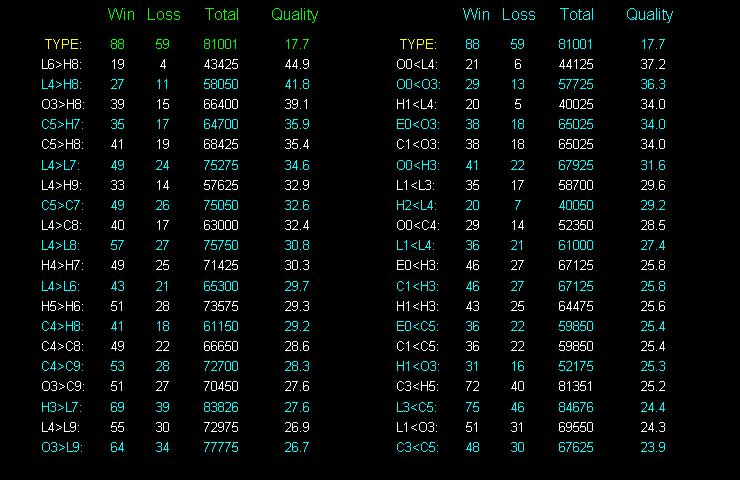 Win Loss Total Quality Win Loss Total Quality
TYPE: 88 59 81001 17.7 TYPE: 88 59 81001 17.7
L6>H8: 19 4 43425 44.9 O0<L4: 21 6 44125 37.2
L4>H8: 27 11 58050 41.8 O0<O3: 29 13 57725 36.3
O3>H8: 39 15 66400 39.1 H1<L4: 20 5 40025 34.0
C5>H7: 35 17 64700 35.9 E0<O3: 38 18 65025 34.0
C5>H8: 41 19 68425 35.4 C1<O3: 38 18 65025 34.0
L4>L7: 49 24 75275 34.6 O0<H3: 41 22 67925 31.6
L4>H9: 33 14 57625 32.9 L1<L3: 35 17 58700 29.6
C5>C7: 49 26 75050 32.6 H2<L4: 20 7 40050 29.2
L4>C8: 40 17 63000 32.4 O0<C4: 29 14 52350 28.5
L4>L8: 57 27 75750 30.8 L1<L4: 36 21 61000 27.4
H4>H7: 49 25 71425 30.3 E0<H3: 46 27 67125 25.8
L4>L6: 43 21 65300 29.7 C1<H3: 46 27 67125 25.8
H5>H6: 51 28 73575 29.3 H1<H3: 43 25 64475 25.6
C4>H8: 41 18 61150 29.2 E0<C5: 36 22 59850 25.4
C4>C8: 49 22 66650 28.6 C1<C5: 36 22 59850 25.4
C4>C9: 53 28 72700 28.3 H1<O3: 31 16 52175 25.3
O3>C9: 51 27 70450 27.6 C3<H5: 72 40 81351 25.2
H3>L7: 69 39 83826 27.6 L3<C5: 75 46 84676 24.4
L4>L9: 55 30 72975 26.9 L1<O3: 51 31 69550 24.3
O3>L9: 64 34 77775 26.7 C3<C5: 48 30 67625 23.9